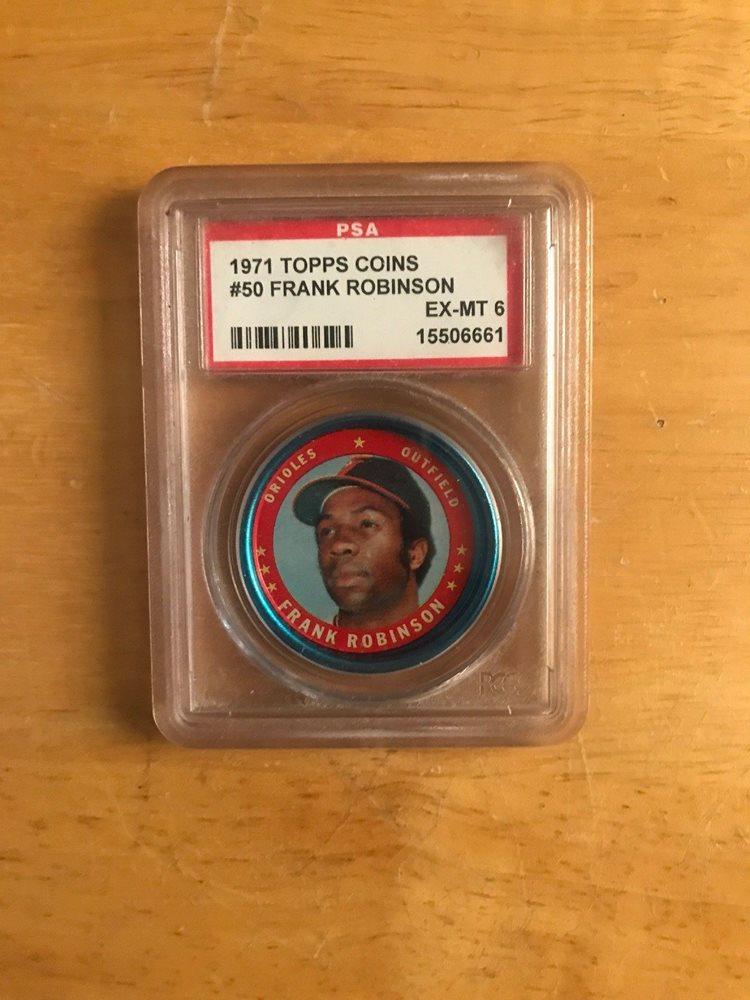 PSA
1971 TOPPS COINS
#50 FRANK ROBINSON
EX-MT 6
15506661
ORIOLES ★ OUTFIELD
★★★ FRANK ROBINSON ★★★